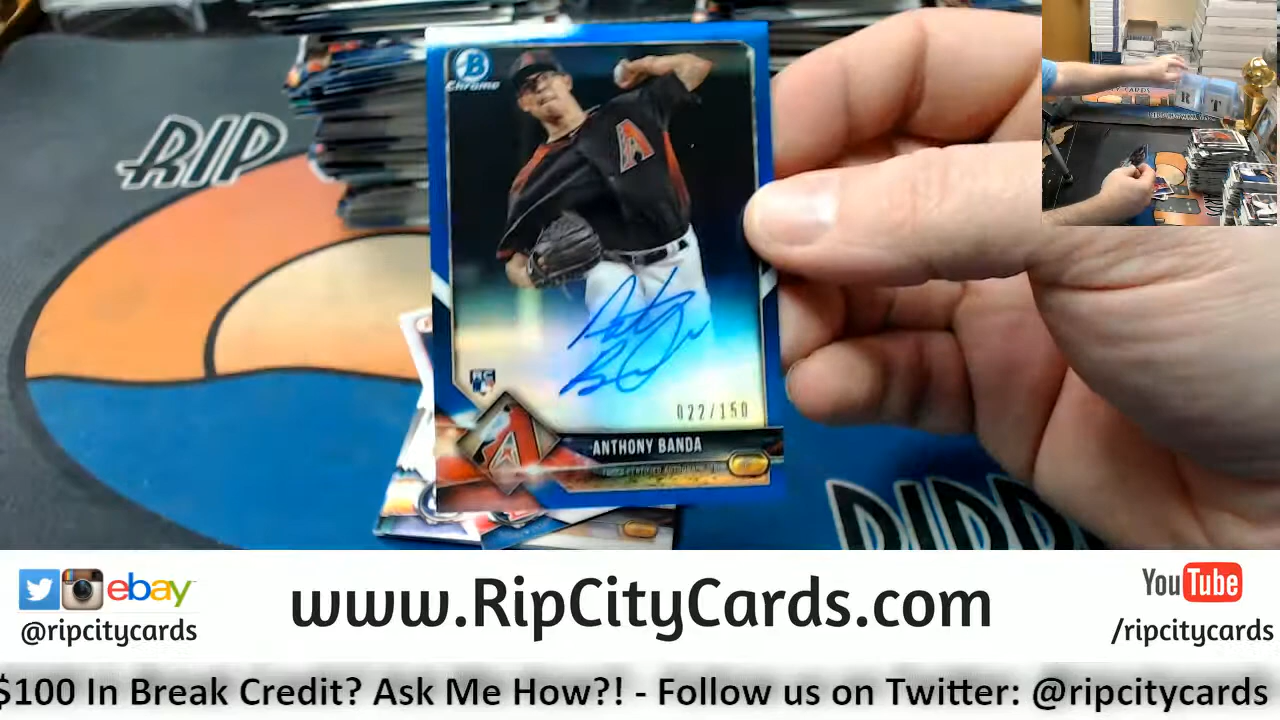 RIP
B
Chrome
A
RC
022/150
ANTHONY BANDA
R T
ebay
@ripcitycards
www.RipCityCards.com
YouTube
/ripcitycards
$100 In Break Credit? Ask Me How?! - Follow us on Twitter: @ripcitycards